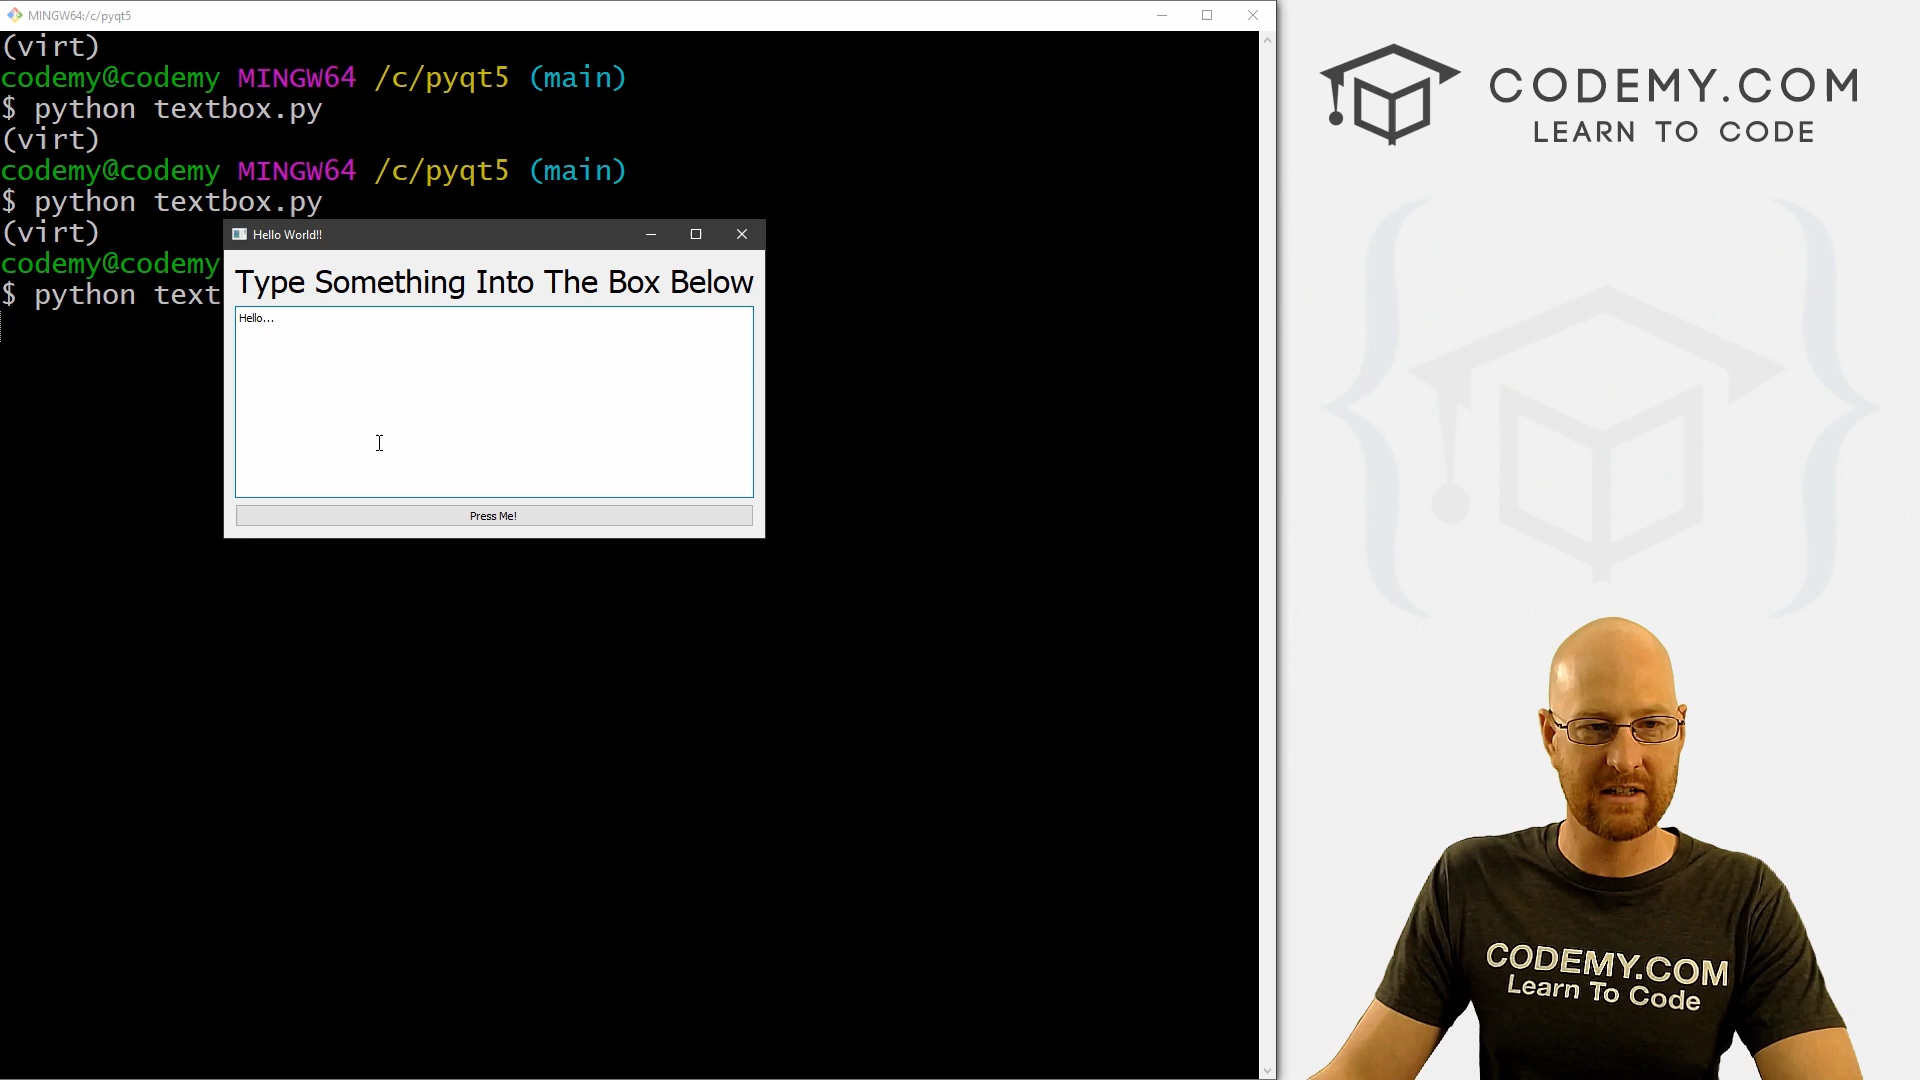 MINGW64:/c/pyqt5
(virt)
codemy@codemy MINGW64 /c/pyqt5 (main)
$ python textbox.py
(virt)
codemy@codemy MINGW64 /c/pyqt5 (main)
$ python textbox.py
(virt)
codemy@codemy
$ python text
Hello World!!
Type Something Into The Box Below
Hello...
Press Me!
CODEMY.COM
LEARN TO CODE
CODEMY.COM
Learn To Code